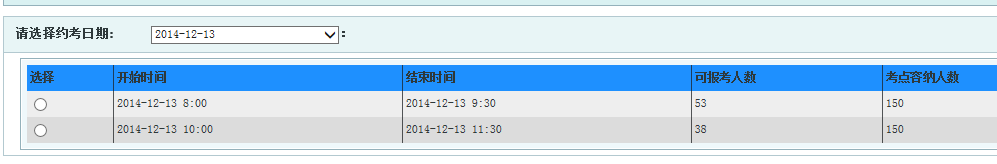 请选择约考日期： 2014-12-13 ：
选择 开始时间 结束时间 可报考人数 考点容纳人数
2014-12-13 8:00 2014-12-13 9:30 53 150
2014-12-13 10:00 2014-12-13 11:30 38 150